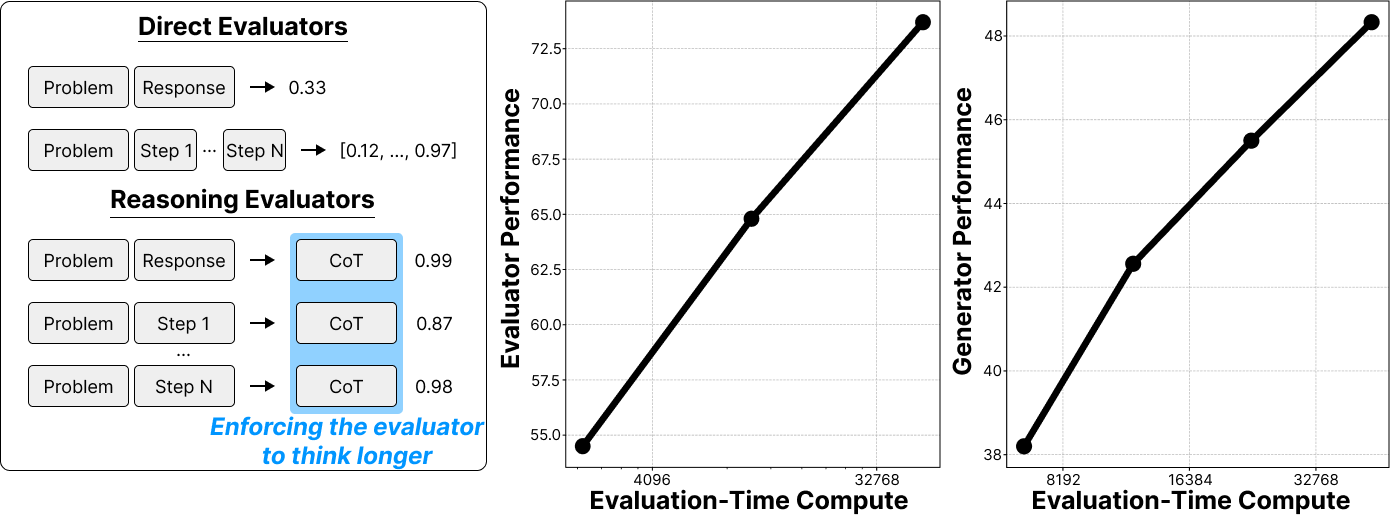 Direct Evaluators
Problem Response → 0.33
Problem Step 1 ... Step N → [0.12, ..., 0.97]
Reasoning Evaluators
Problem Response → CoT 0.99
Problem Step 1 → CoT 0.87
...
Problem Step N → CoT 0.98
Enforcing the evaluator
to think longer
Evaluator Performance
72.5
70.0
67.5
65.0
62.5
60.0
57.5
55.0
4096 32768
Evaluation-Time Compute
Generator Performance
48
46
44
42
40
38
8192 16384 32768
Evaluation-Time Compute